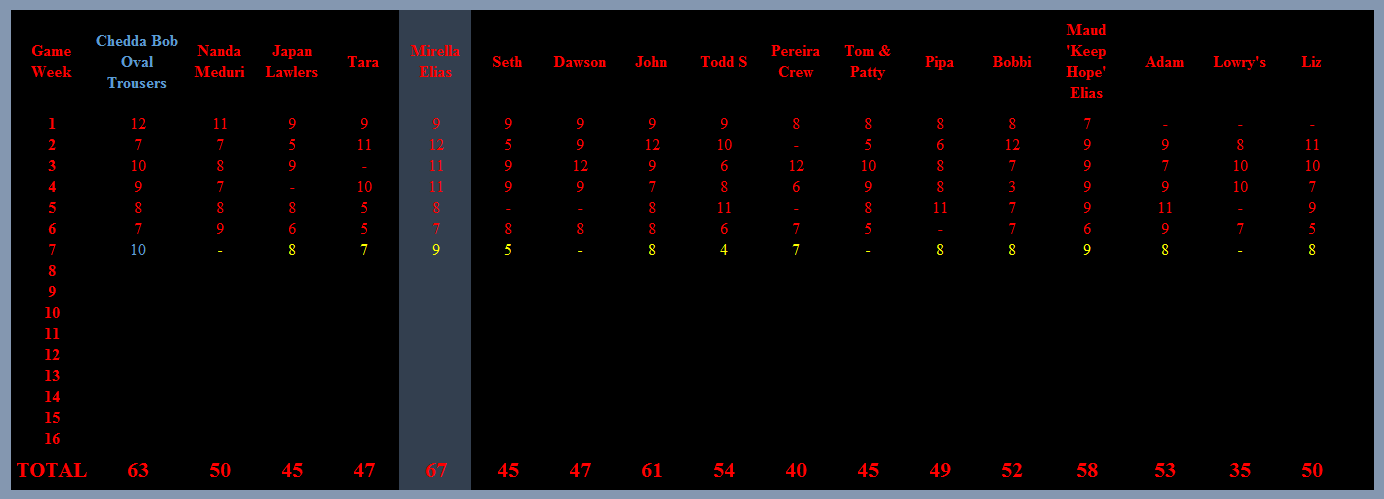 Game Week Chedda Bob Oval Trousers Nanda Meduri Japan Lawlers Tara Mirella Elias Seth Dawson John Todd S Pereira Crew Tom & Patty Pipa Bobbi Maud 'Keep Hope' Elias Adam Lowry's Liz
1 12 11 9 9 9 9 9 9 9 8 8 8 8 7 - - -
2 7 7 5 11 12 5 9 12 10 - 5 6 12 9 9 8 11
3 10 8 9 - 11 9 12 9 6 12 10 8 7 9 7 10 10
4 9 7 - 10 11 9 9 7 8 6 9 8 3 9 9 10 7
5 8 8 8 5 8 - - 8 11 - 8 11 7 9 11 - 9
6 7 9 6 5 7 8 8 8 6 7 5 - 7 6 9 7 5
7 10 - 8 7 9 5 - 8 4 7 - 8 8 9 8 - 8
8
9
10
11
12
13
14
15
16
TOTAL 63 50 45 47 67 45 47 61 54 40 45 49 52 58 53 35 50